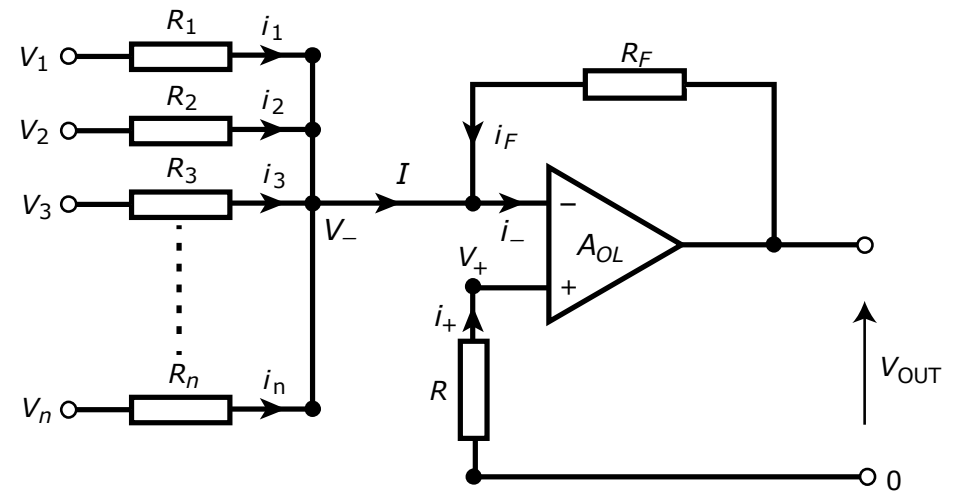 R1
i1
V1
R2
i2
V2
R3
i3
V3
Rn
in
Vn
V−
I
RF
iF
i−
−
AOL
+
V+
i+
R
VOUT
0